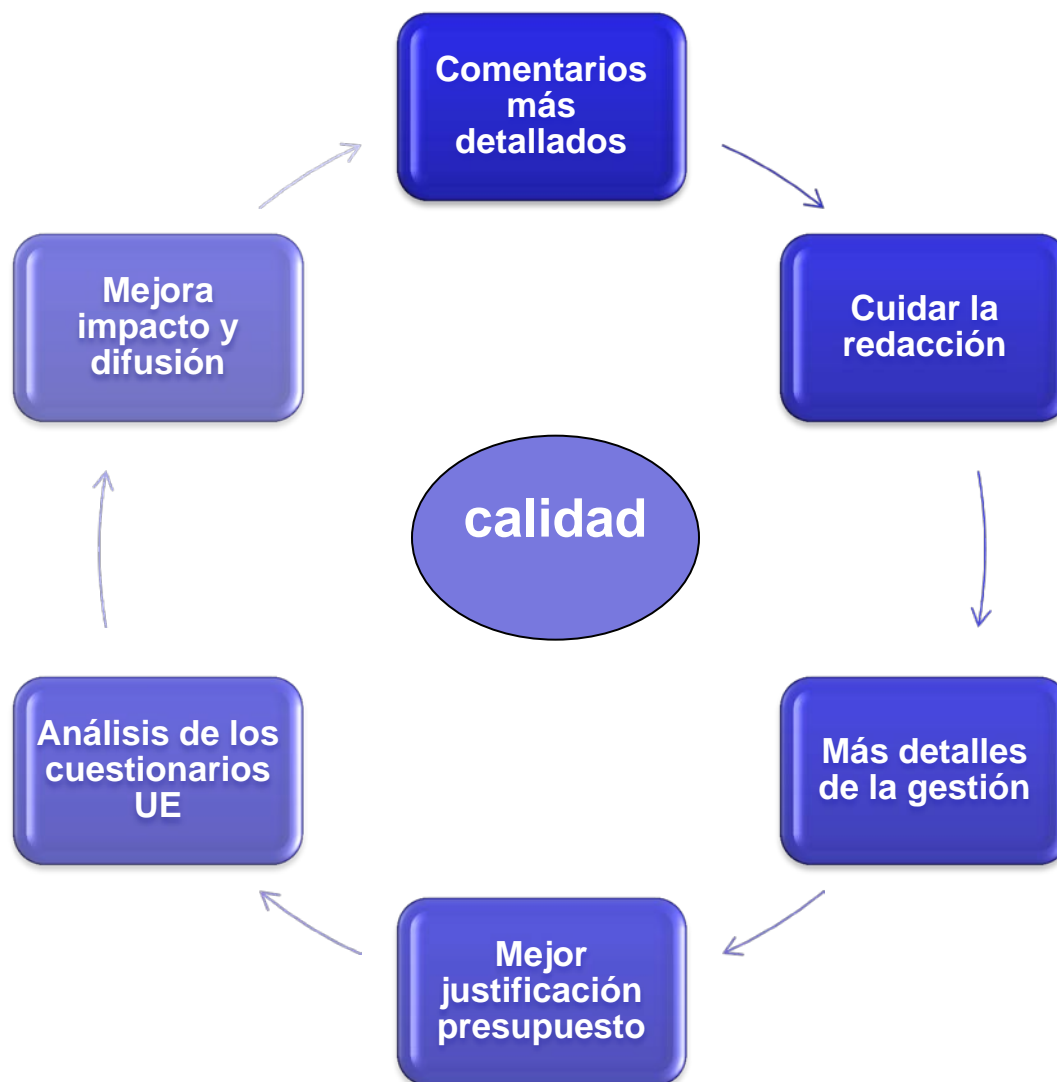 Comentarios
más
detallados
Cuidar la
redacción
Más detalles
de la gestión
Mejor
justificación
presupuesto
Análisis de los
cuestionarios
UE
Mejora
impacto y
difusión
calidad